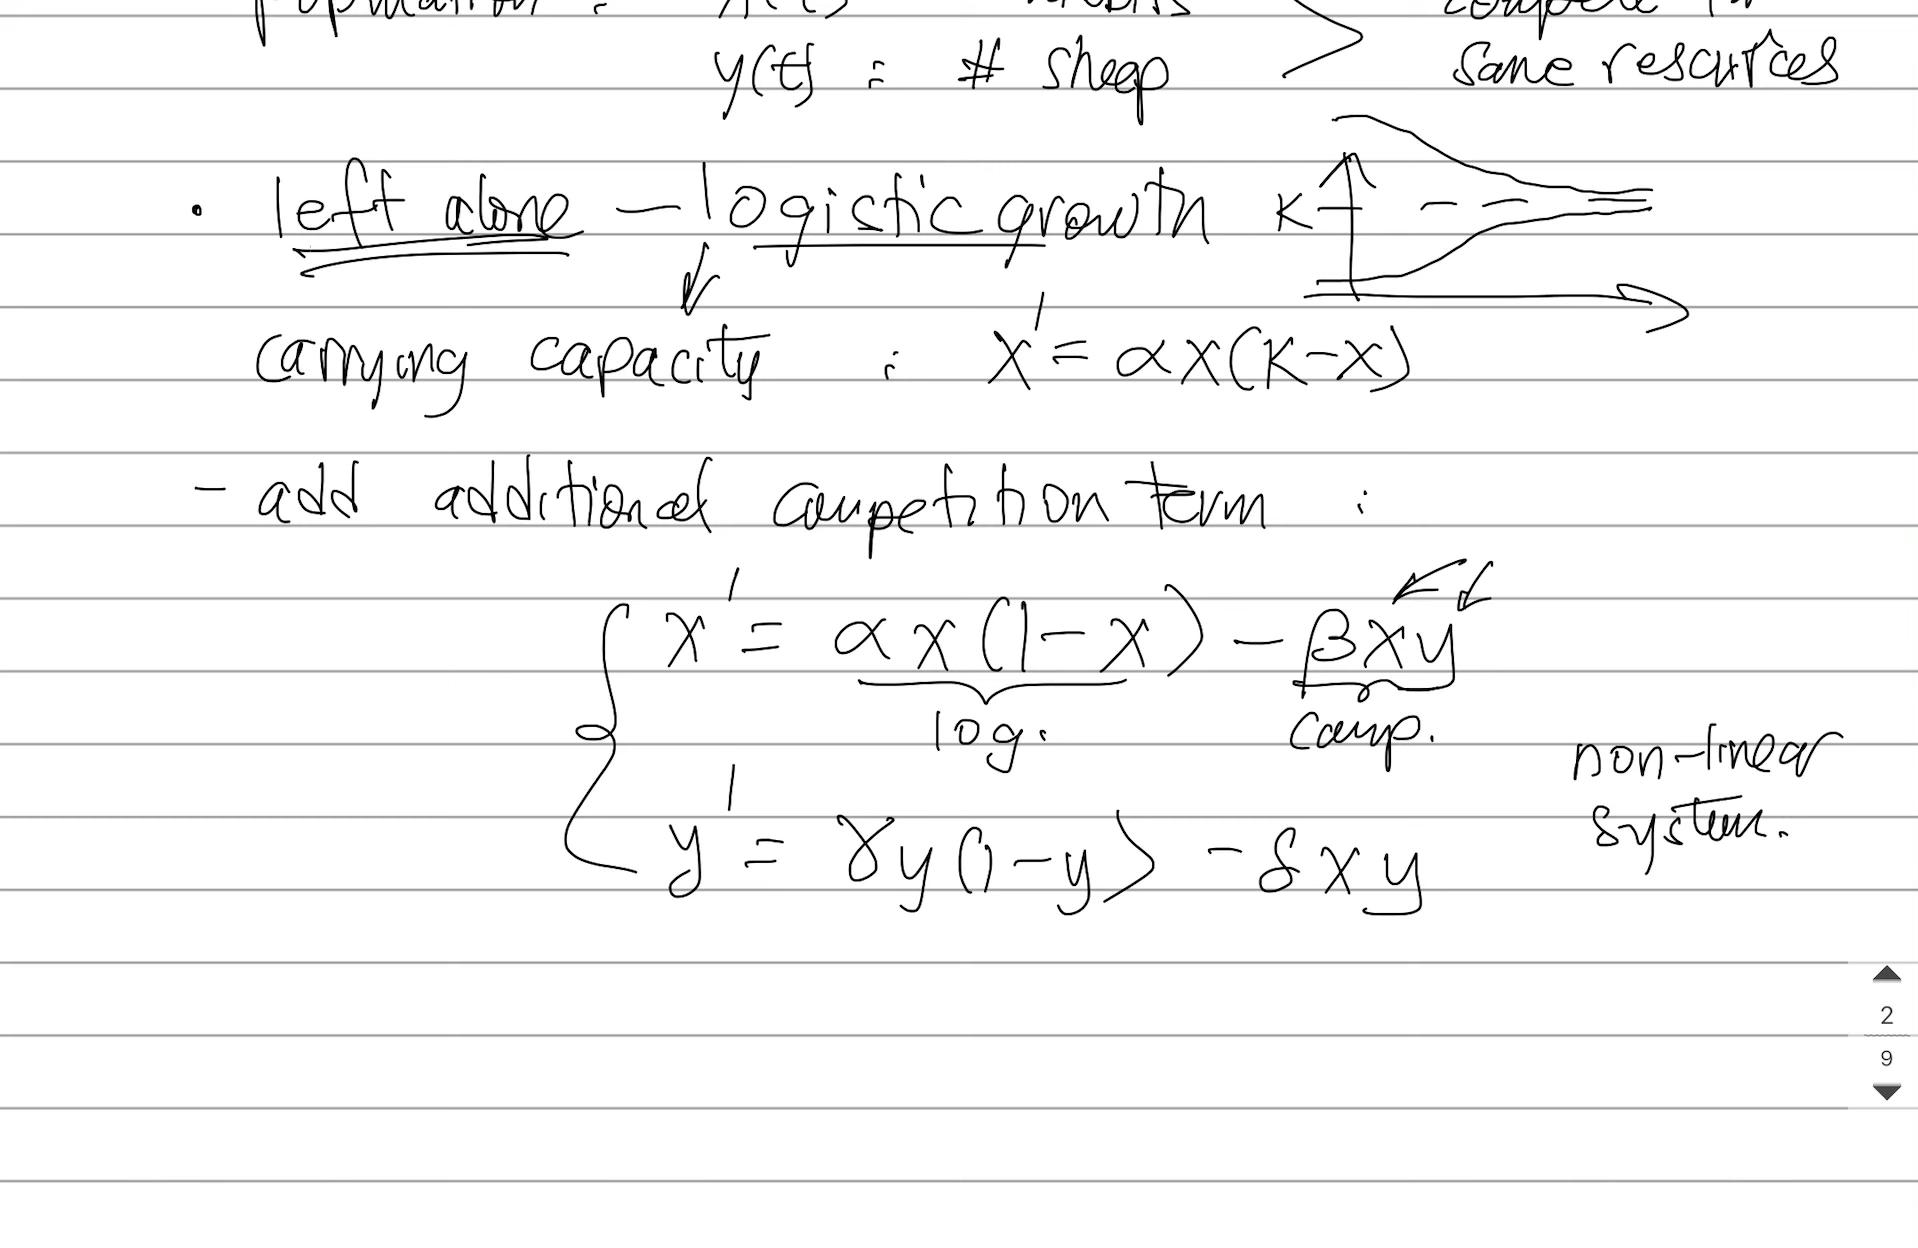 y(t) : # sheep same resources
• left alone – logistic growth K
carrying capacity : x' = αx(K-x)
- add additional competition term :
x' = αx(1-x) - βxy
log. comp.
non-linear
system.
y' = γy(1-y) - δxy
2
9